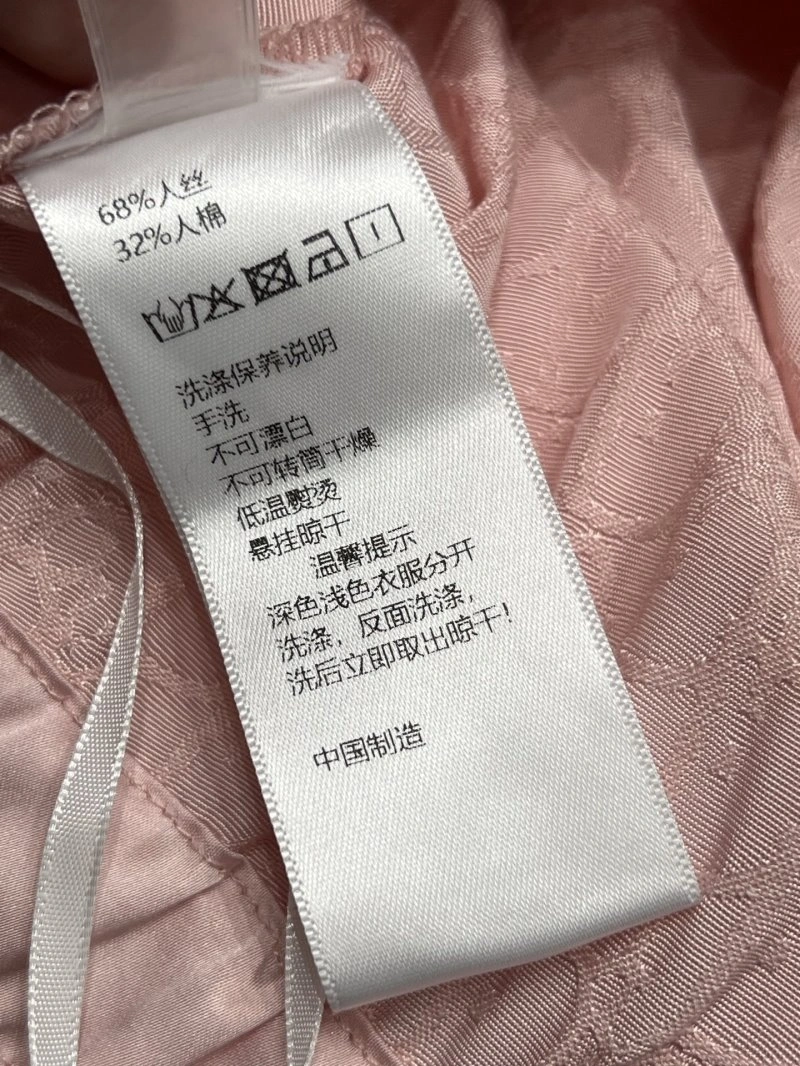 68%人丝
32%人棉
洗涤保养说明
手洗
不可漂白
不可转筒干燥
低温熨烫
悬挂晾干
温馨提示
深色浅色衣服分开
洗涤，反面洗涤，
洗后立即取出晾干！
中国制造